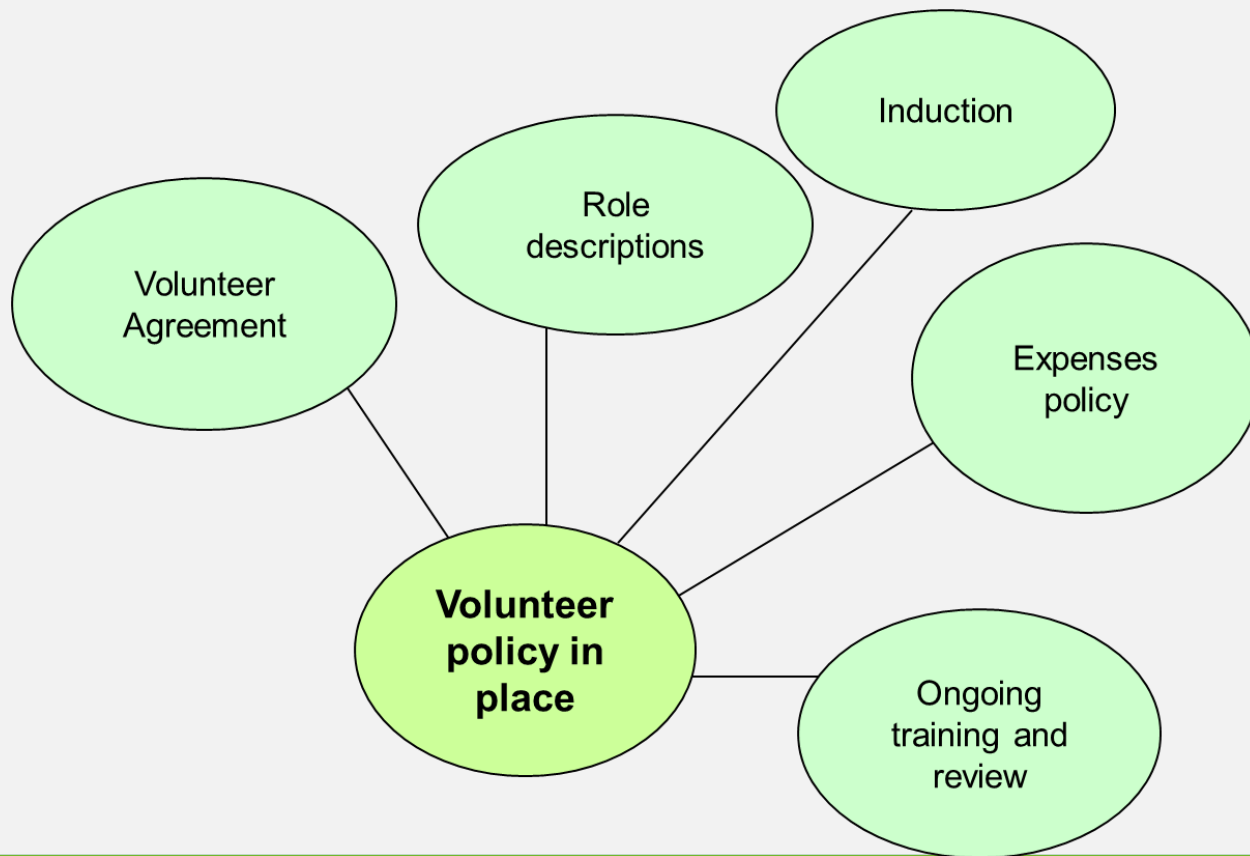 Induction
Role
descriptions
Volunteer
Agreement
Expenses
policy
Volunteer
policy in
place
Ongoing
training and
review